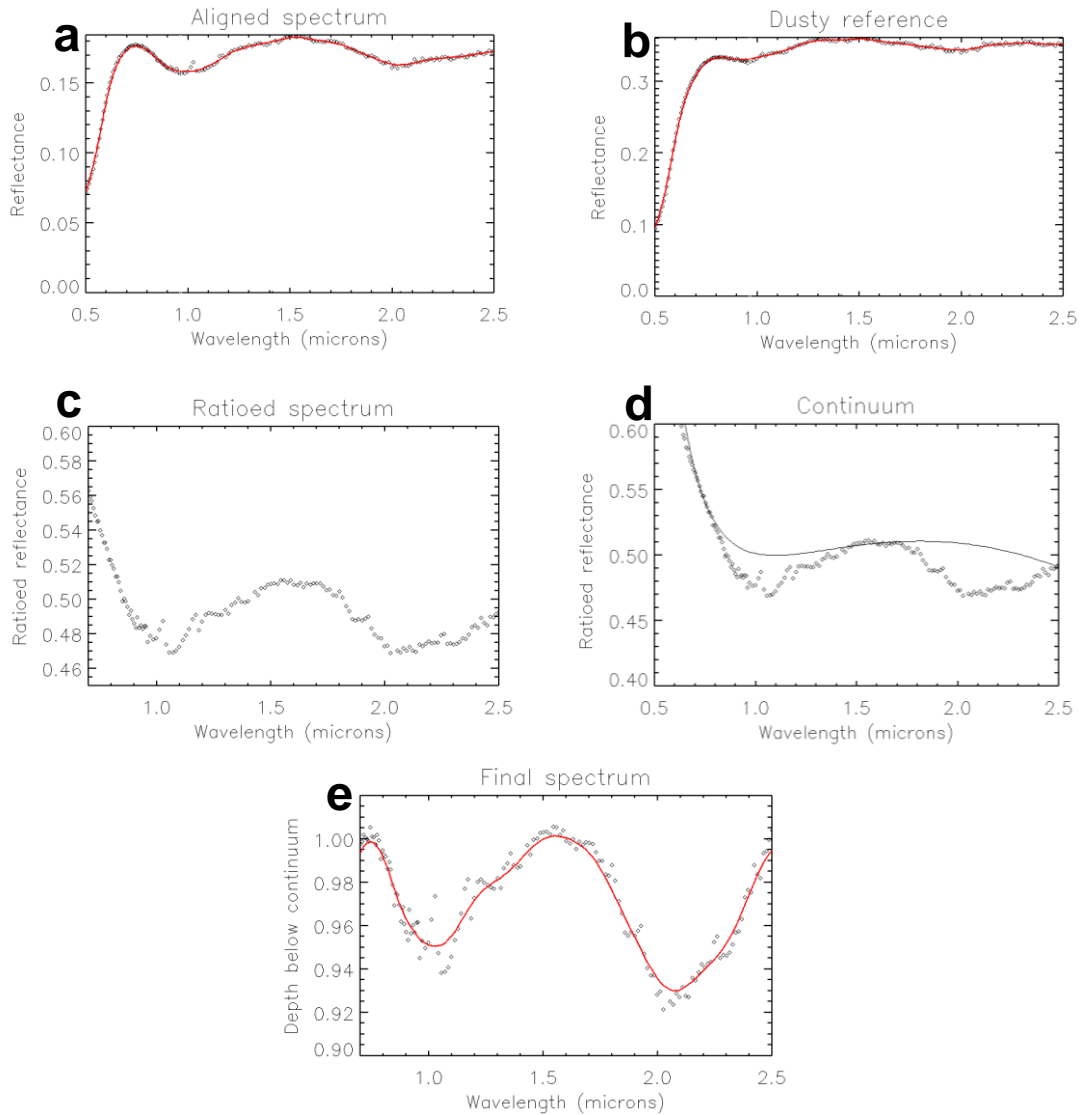 a
Aligned spectrum
Reflectance
0.15
0.10
0.05
0.00
0.5 1.0 1.5 2.0 2.5
Wavelength (microns)
b
Dusty reference
Reflectance
0.3
0.2
0.1
0.0
0.5 1.0 1.5 2.0 2.5
Wavelength (microns)
c
Ratioed spectrum
Ratioed reflectance
0.60
0.58
0.56
0.54
0.52
0.50
0.48
0.46
1.0 1.5 2.0 2.5
Wavelength (microns)
d
Continuum
Ratioed reflectance
0.60
0.55
0.50
0.45
0.40
0.5 1.0 1.5 2.0 2.5
Wavelength (microns)
e
Final spectrum
Depth below continuum
1.00
0.98
0.96
0.94
0.92
0.90
1.0 1.5 2.0 2.5
Wavelength (microns)